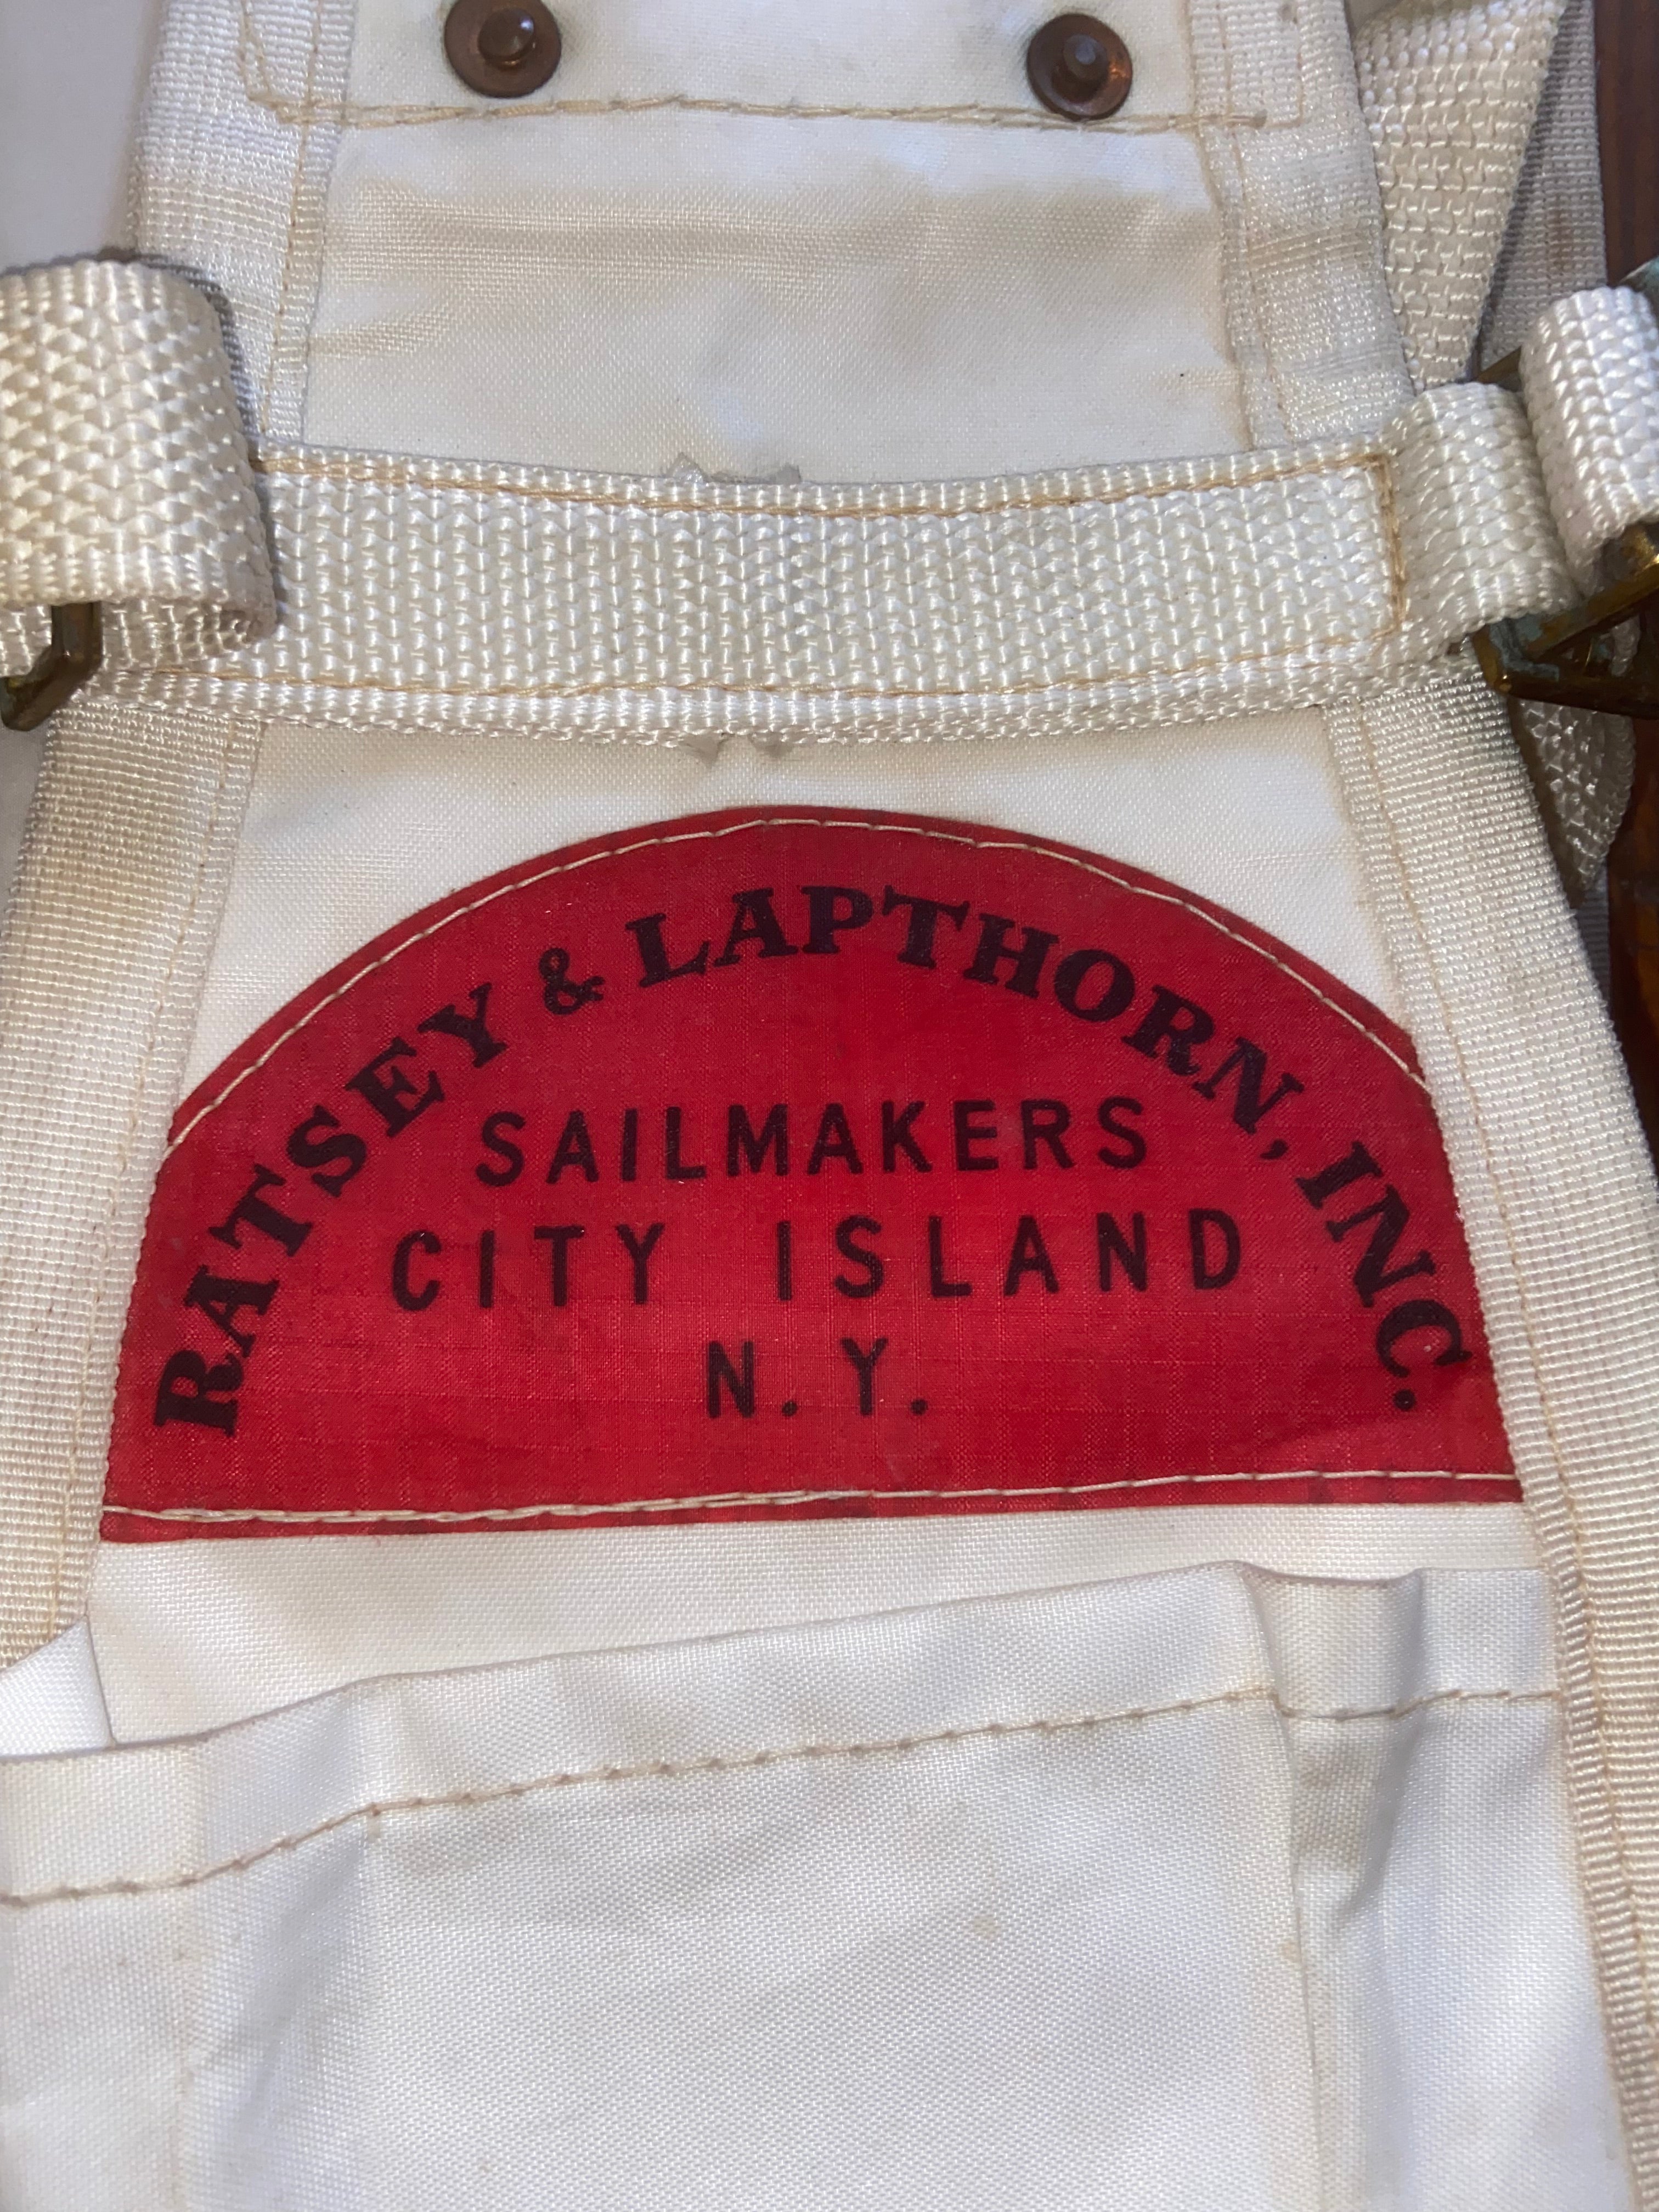 RATSEY & LAPTHORN, INC.
SAILMAKERS
CITY ISLAND
N. Y.